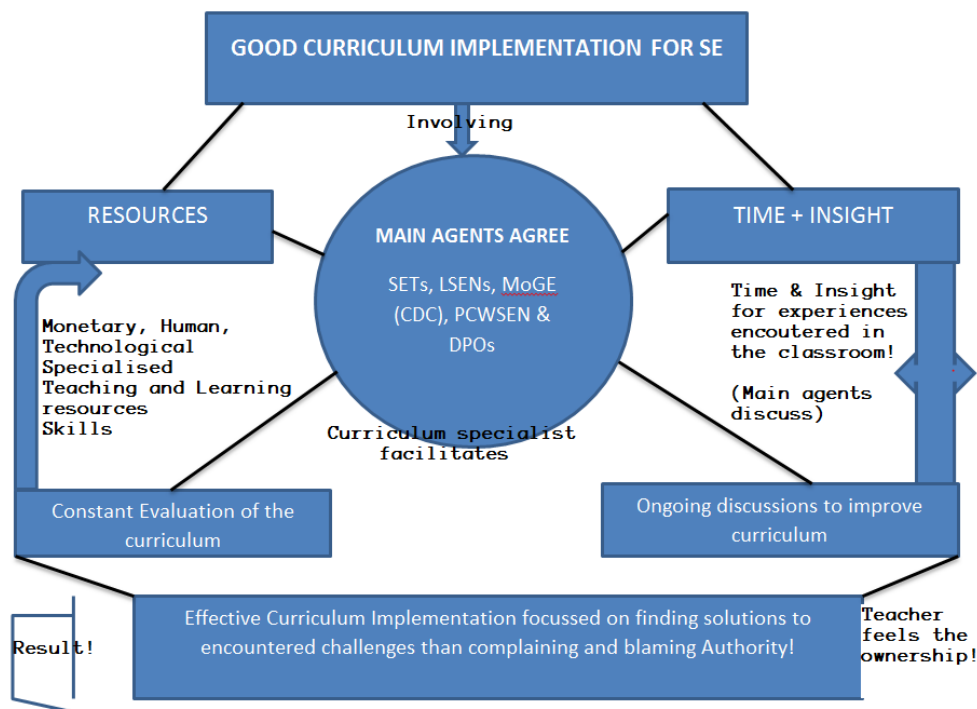 GOOD CURRICULUM IMPLEMENTATION FOR SE
Involving
RESOURCES
MAIN AGENTS AGREE
SETs, LSENs, MoGE
(CDC), PCWSEN &
DPOs
TIME + INSIGHT
Monetary, Human,
Technological
Specialised
Teaching and Learning
resources
Skills
Time & Insight
for experiences
encoutered in
the classroom!
(Main agents
discuss)
Curriculum specialist
facilitates
Constant Evaluation of the
curriculum
Ongoing discussions to improve
curriculum
Result!
Effective Curriculum Implementation focussed on finding solutions to
encountered challenges than complaining and blaming Authority!
Teacher
feels the
ownership!